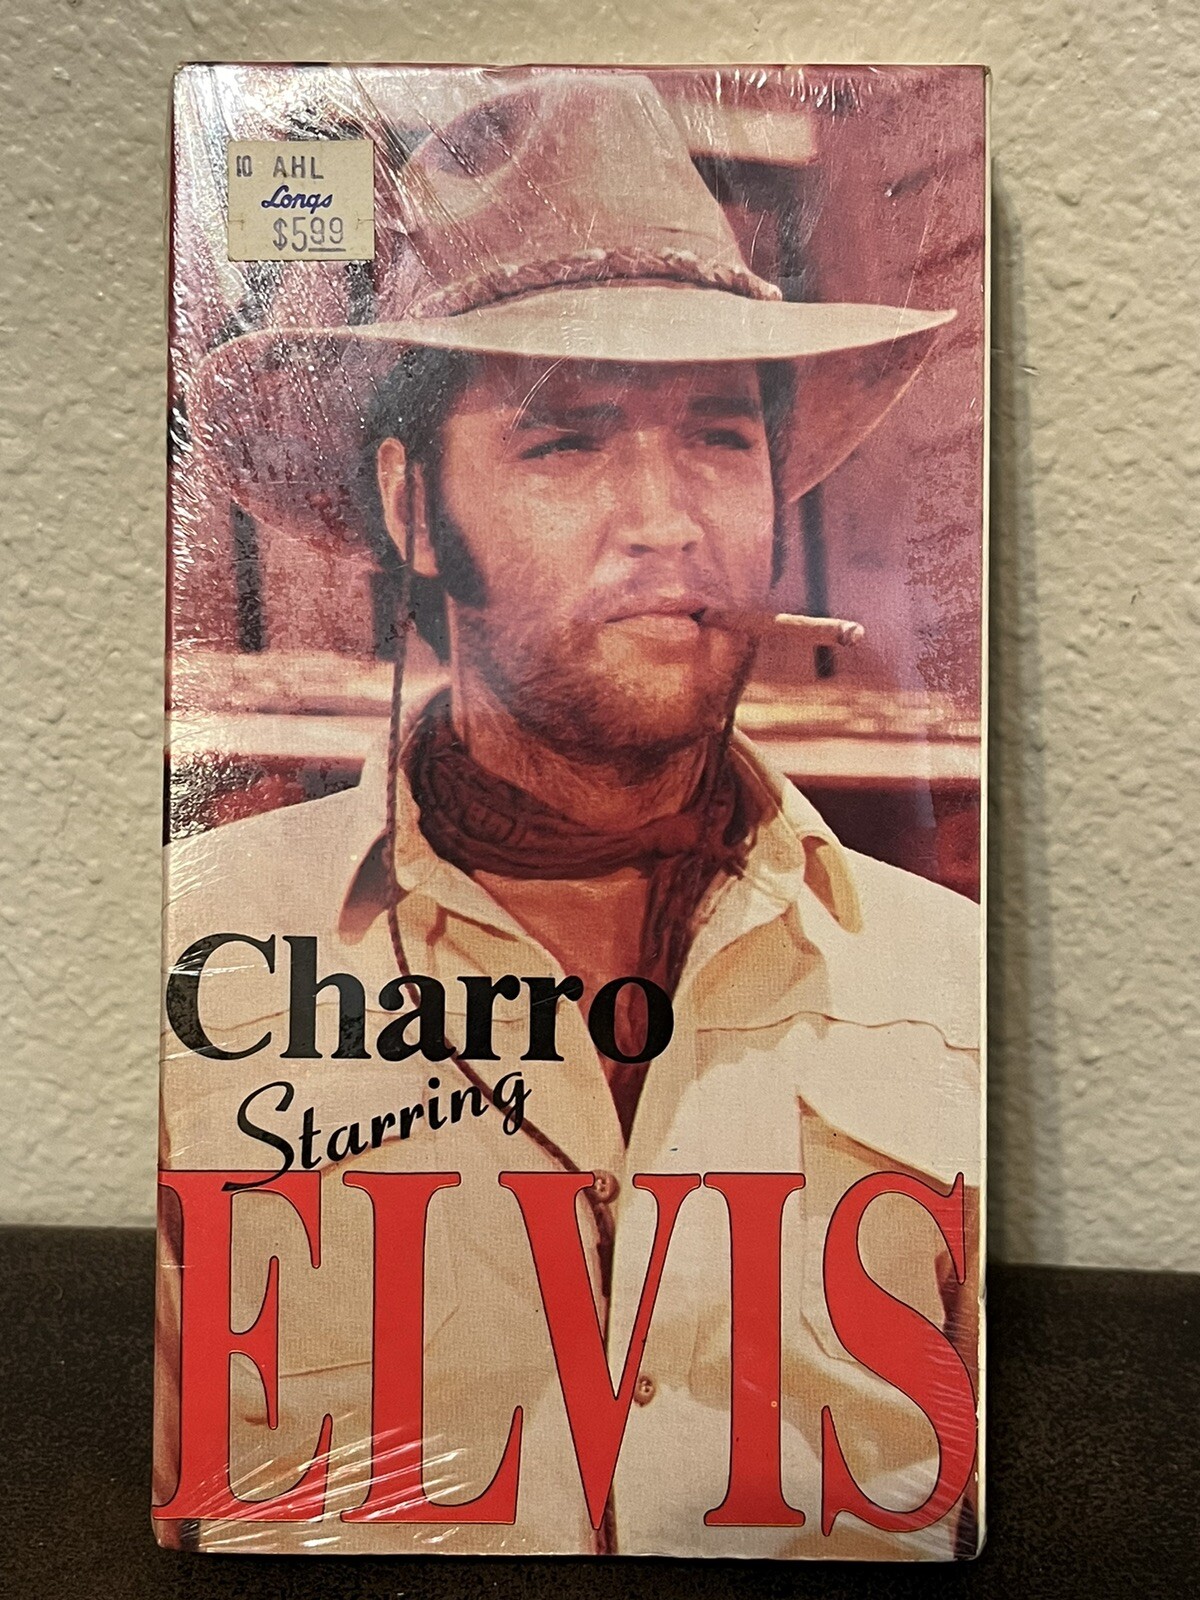 10 AHL
Longs
$5.99
Charro
Starring
ELVIS